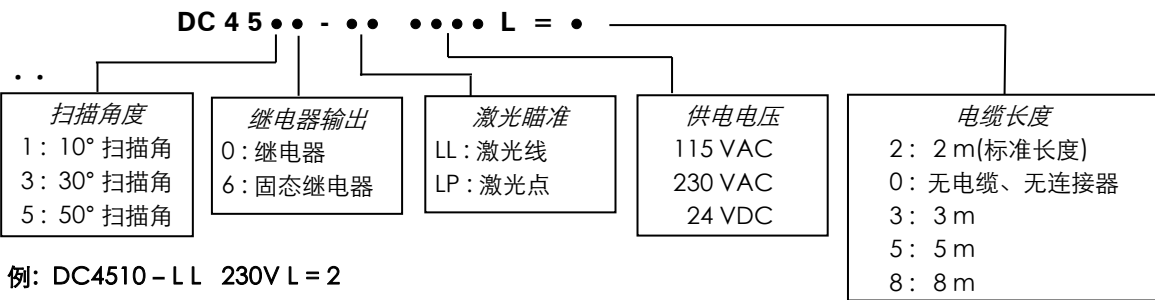 DC 4 5 ● ● - ● ● ● ● ● ● L = ●
. .
扫描角度
1 : 10° 扫描角
3 : 30° 扫描角
5 : 50° 扫描角
继电器输出
0 : 继电器
6 : 固态继电器
激光瞄准
LL : 激光线
LP : 激光点
供电电压
115 VAC
230 VAC
24 VDC
电缆长度
2 : 2 m(标准长度)
0 : 无电缆、无连接器
3 : 3 m
5 : 5 m
8 : 8 m
例: DC4510 – L L 230V L = 2